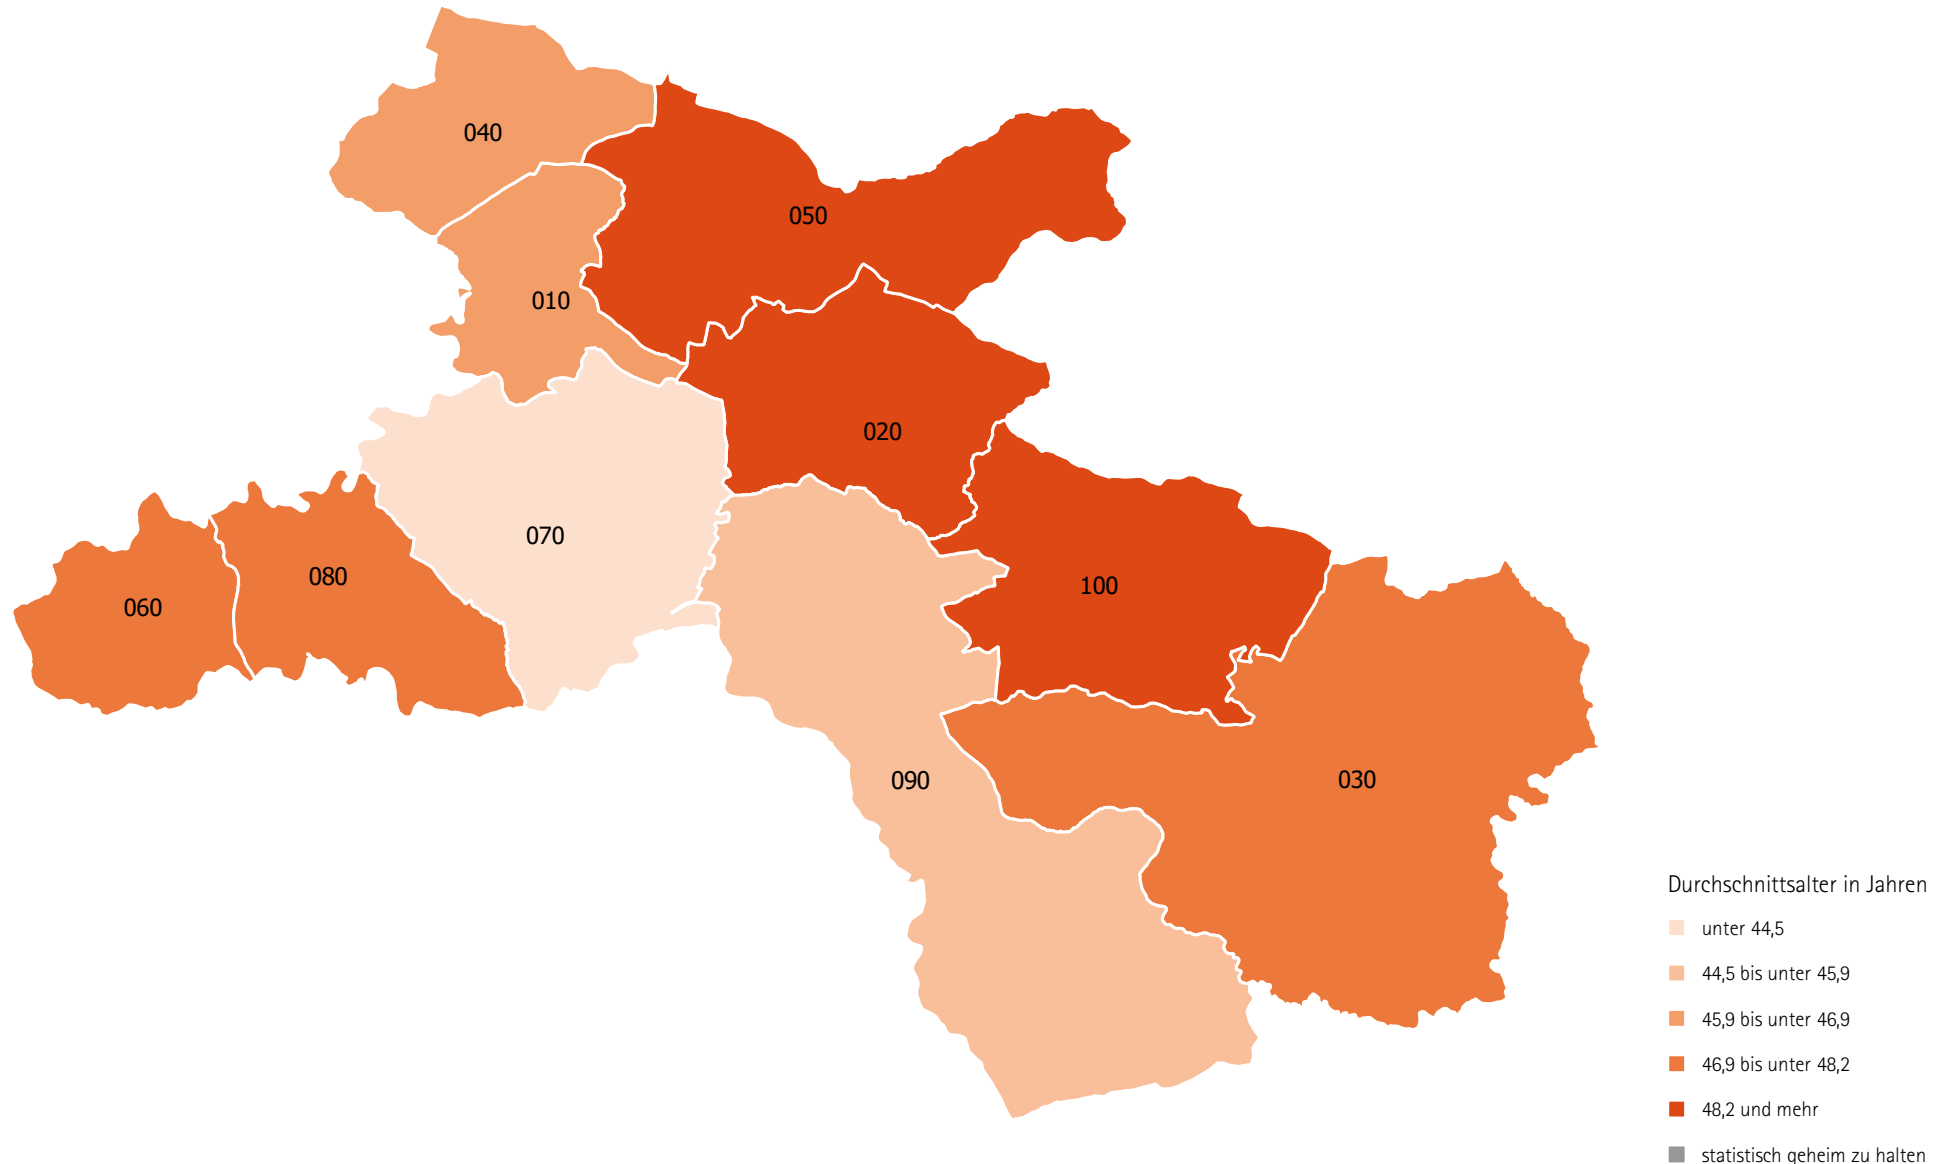 040
050
010
020
070
080
100
060
090
030
Durchschnittsalter in Jahren
unter 44,5
44,5 bis unter 45,9
45,9 bis unter 46,9
46,9 bis unter 48,2
48,2 und mehr
statistisch geheim zu halten